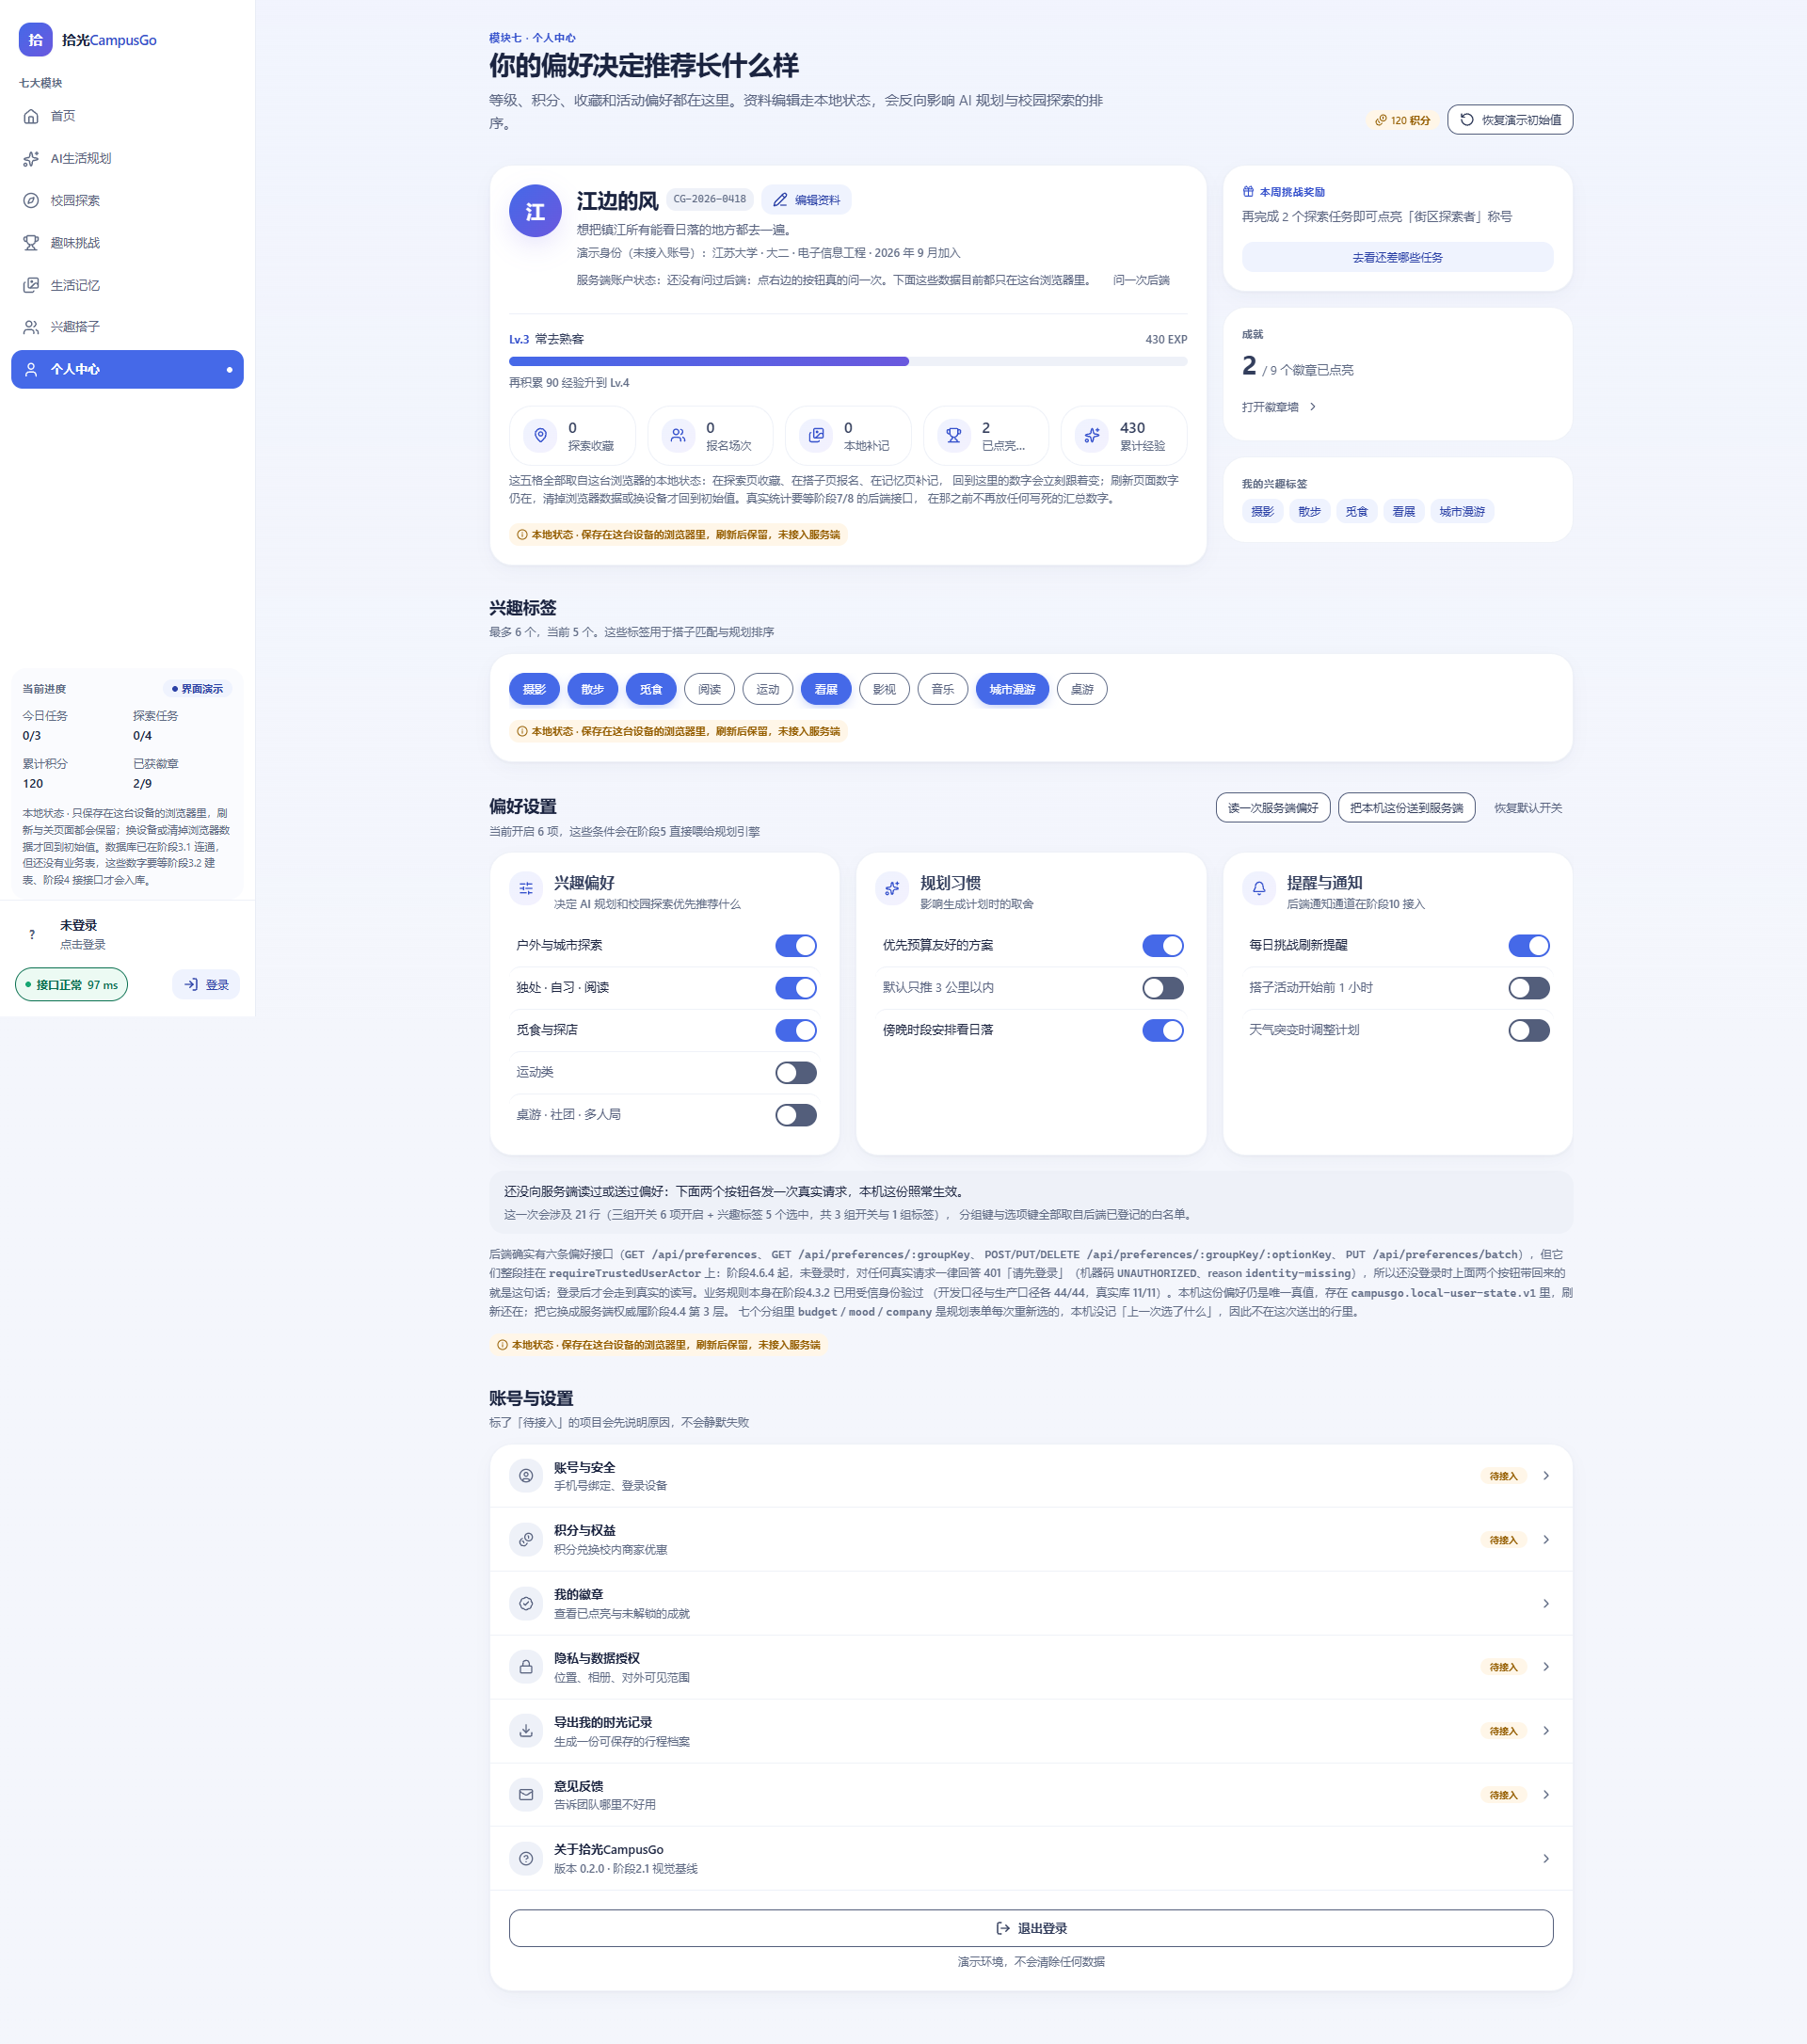 拾 拾光CampusGo
七大模块
首页
AI生活规划
校园探索
趣味挑战
生活记忆
兴趣搭子
个人中心
当前进度 界面演示
今日任务 探索任务
0/3 0/4
累计积分 已获徽章
120 2/9
本地状态 · 只保存在这台设备的浏览器里，刷
新与关页面都会保留；换设备或清掉浏览器数
据才回到初始值。数据库已在阶段3.1 连通，
但还没有业务表，这些数字要等阶段3.2 建
表、阶段4 接接口才会入库。
? 未登录
点击登录
接口正常 97 ms 登录
模块七 · 个人中心
你的偏好决定推荐长什么样
等级、积分、收藏和活动偏好都在这里。资料编辑走本地状态，会反向影响 AI 规划与校园探索的排
序。
120 积分 恢复演示初始值
江 江边的风 CG-2026-0418 编辑资料
想把镇江所有能看日落的地方都去一遍。
演示身份（未接入账号）：江苏大学 · 大二 · 电子信息工程 · 2026 年 9 月加入
服务端账户状态：还没有问过后端：点右边的按钮真的问一次。下面这些数据目前都只在这台浏览器里。 问一次后端
Lv.3 常去熟客 430 EXP
再积累 90 经验升到 Lv.4
0 探索收藏
0 报名场次
0 本地补记
2 已点亮...
430 累计经验
这五格全部取自这台浏览器的本地状态：在探索页收藏、在搭子页报名、在记忆页补记， 回到这里的数字会立刻跟着变；刷新页面数字
仍在，清掉浏览器数据或换设备才回到初始值。真实统计要等阶段7/8 的后端接口， 在那之前不再放任何写死的汇总数字。
本地状态 · 保存在这台设备的浏览器里，刷新后保留，未接入服务端
本周挑战奖励
再完成 2 个探索任务即可点亮「街区探索者」称号
去看还差哪些任务
成就
2 / 9 个徽章已点亮
打开徽章墙
我的兴趣标签
摄影 散步 觅食 看展 城市漫游
兴趣标签
最多 6 个，当前 5 个。这些标签用于搭子匹配与规划排序
摄影 散步 觅食 阅读 运动 看展 影视 音乐 城市漫游 桌游
本地状态 · 保存在这台设备的浏览器里，刷新后保留，未接入服务端
偏好设置
当前开启 6 项，这些条件会在阶段5 直接喂给规划引擎
读一次服务端偏好 把本机这份送到服务端 恢复默认开关
兴趣偏好
决定 AI 规划和校园探索优先推荐什么
户外与城市探索
独处 · 自习 · 阅读
觅食与探店
运动类
桌游 · 社团 · 多人局
规划习惯
影响生成计划时的取舍
优先预算友好的方案
默认只推 3 公里以内
傍晚时段安排看日落
提醒与通知
后端通知通道在阶段10 接入
每日挑战刷新提醒
搭子活动开始前 1 小时
天气突变时调整计划
还没向服务端读过或送过偏好：下面两个按钮各发一次真实请求，本机这份照常生效。
这一次会涉及 21 行（三组开关 6 项开启 + 兴趣标签 5 个选中，共 3 组开关与 1 组标签）， 分组键与选项键全部取自后端已登记的白名单。
后端确实有六条偏好接口（GET /api/preferences、 GET /api/preferences/:groupKey、 POST/PUT/DELETE /api/preferences/:groupKey/:optionKey、 PUT /api/preferences/batch），但它
们整段挂在 requireTrustedUserActor 上：阶段4.6.4 起，未登录时，对任何真实请求一律回答 401「请先登录」（机器码 UNAUTHORIZED、reason identity-missing），所以还没登录时上面两个按钮带回来的
就是这句话；登录后才会走到真实的读写。业务规则本身在阶段4.3.2 已用受信身份验过 （开发口径与生产口径各 44/44，真实库 11/11）。本机这份偏好仍是唯一真值，存在 campusgo.local-user-state.v1 里，刷
新还在；把它换成服务端权威属阶段4.4 第 3 层。 七个分组里 budget / mood / company 是规划表单每次重新选的，本机没记「上一次选了什么」，因此不在这次送出的行里。
本地状态 · 保存在这台设备的浏览器里，刷新后保留，未接入服务端
账号与设置
标了「待接入」的项目会先说明原因，不会静默失败
账号与安全 待接入
手机号绑定、登录设备
积分与权益 待接入
积分兑换校内商家优惠
我的徽章
查看已点亮与未解锁的成就
隐私与数据授权 待接入
位置、相册、对外可见范围
导出我的时光记录 待接入
生成一份可保存的行程档案
意见反馈 待接入
告诉团队哪里不好用
关于拾光CampusGo
版本 0.2.0 · 阶段2.1 视觉基线
退出登录
演示环境，不会清除任何数据